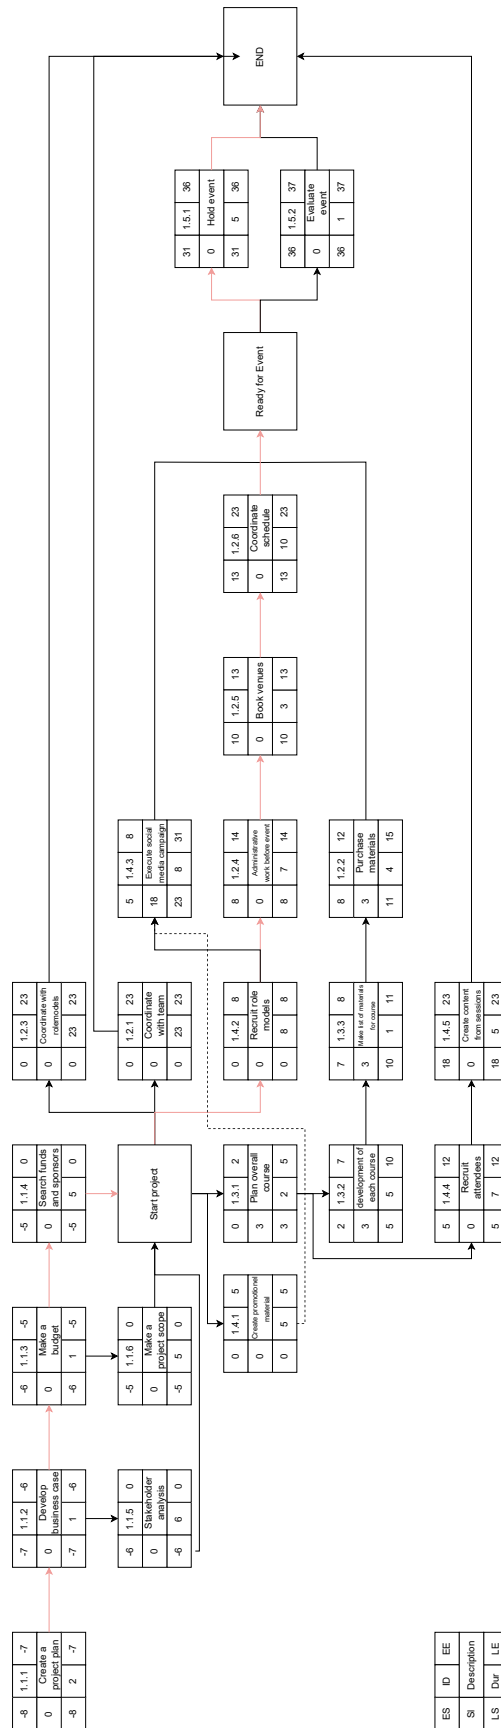 -8 1.1.1 -7
0 Create a
project plan
-8 2 -7
-7 1.1.2 -6
0 Develop
business case
-7 1 -6
-6 1.1.3 -5
0 Make a
budget
-6 1 -5
-5 1.1.4 0
0 Search funds
and sponsors
-5 5 0
-6 1.1.5 0
0 Stakeholder
analysis
-6 6 0
-5 1.1.6 0
0 Make a
project scope
-5 5 0
Start project
0 1.4.1 5
0 Create promotionel
material
0 5 5
0 1.3.1 2
3 Plan overall
course
3 2 5
0 1.2.3 23
0 Coordinate with
rolemodels
0 23 23
0 1.2.1 23
0 Coordinate
with team
0 23 23
0 1.4.2 8
0 Recruit role
models
0 8 8
2 1.3.2 7
3 development of
each course
5 5 10
7 1.3.3 8
3 Make list of materials
for course
10 1 11
5 1.4.4 12
0 Recruit
attendees
5 7 12
18 1.4.5 23
0 Create content
from sessions
18 5 23
5 1.4.3 8
18 Execute social
media campaign
23 8 31
8 1.2.4 14
0 Administrative
work before event
8 7 14
8 1.2.2 12
3 Purchase
materials
11 4 15
10 1.2.5 13
0 Book venues
10 3 13
13 1.2.6 23
0 Coordinate
schedule
13 10 23
Ready for Event
31 1.5.1 36
0 Hold event
31 5 36
36 1.5.2 37
0 Evaluate
event
36 1 37
END
ES ID EE
Sl Description
LS Dur LE